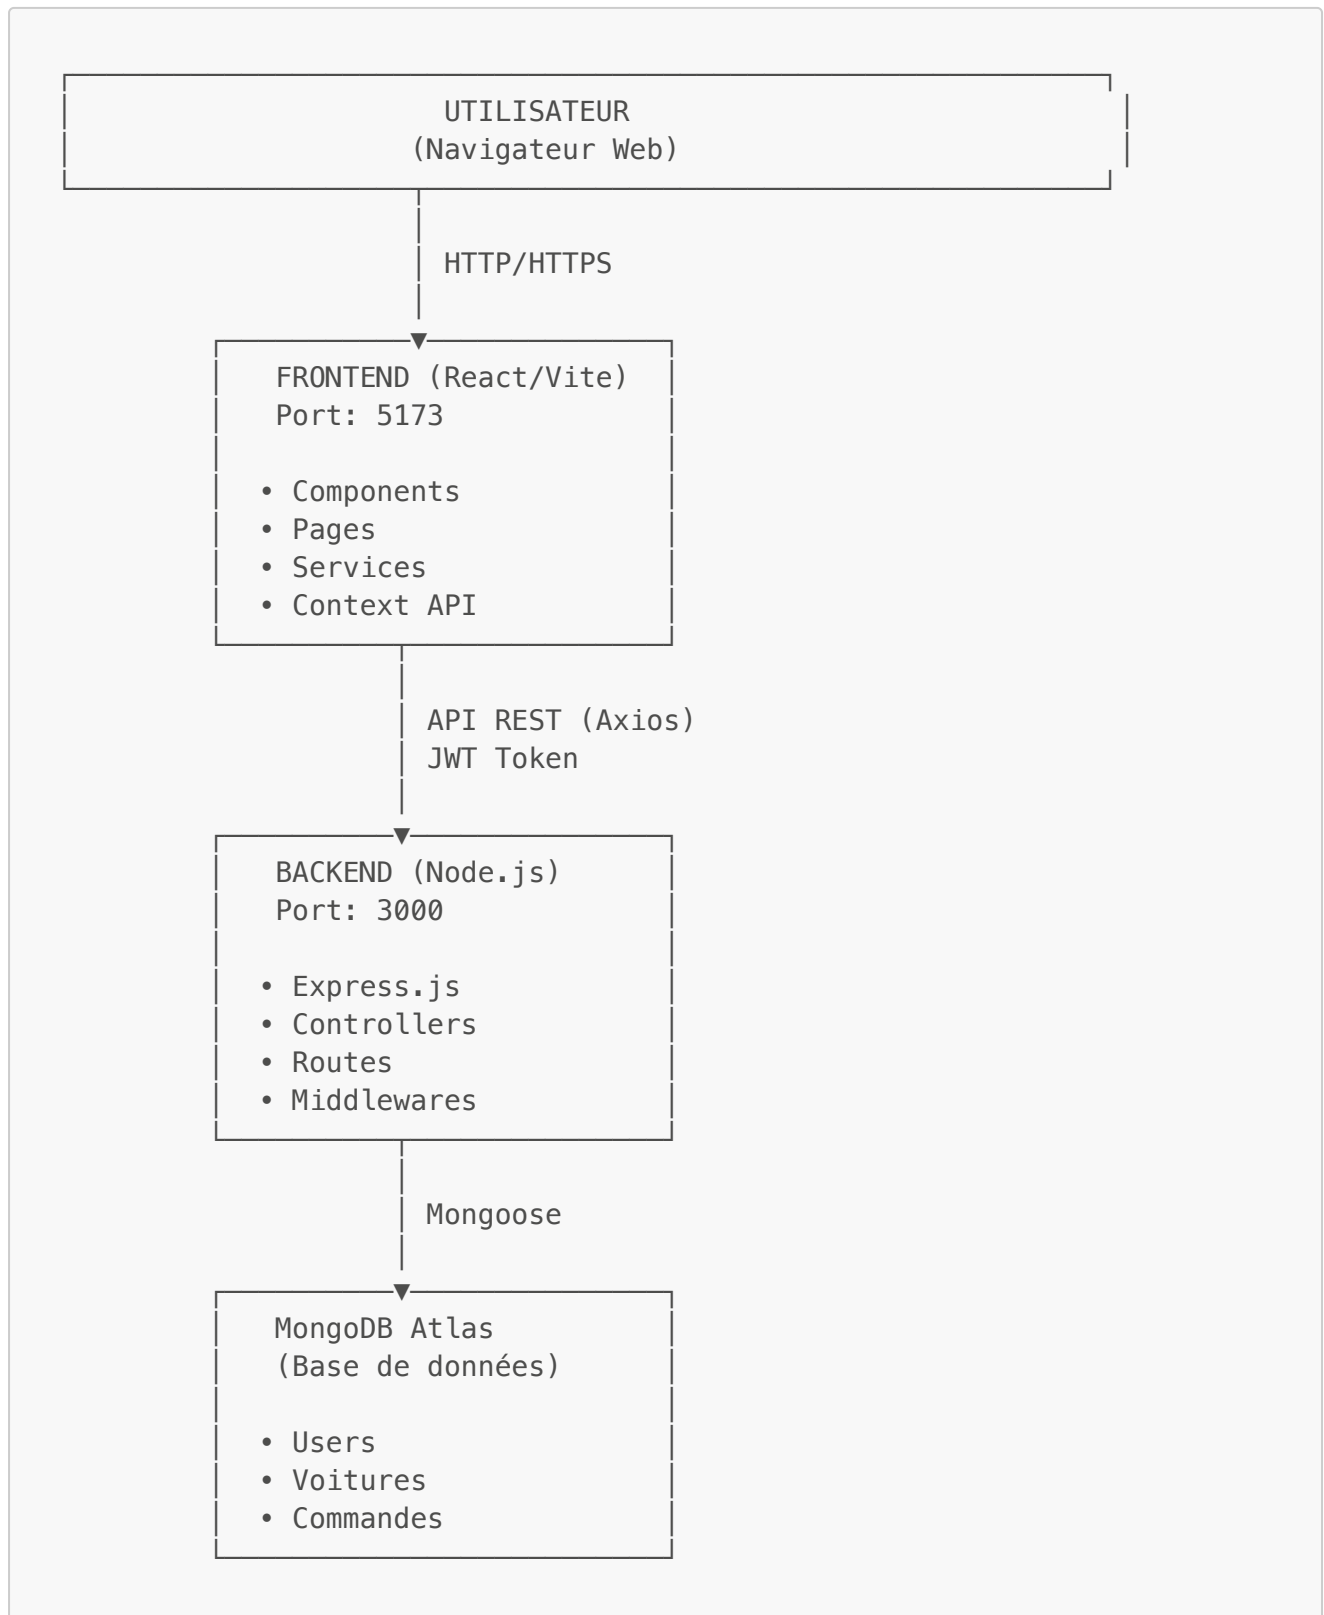 UTILISATEUR
(Navigateur Web)
HTTP/HTTPS
FRONTEND (React/Vite)
Port: 5173
• Components
• Pages
• Services
• Context API
API REST (Axios)
JWT Token
BACKEND (Node.js)
Port: 3000
• Express.js
• Controllers
• Routes
• Middlewares
Mongoose
MongoDB Atlas
(Base de données)
• Users
• Voitures
• Commandes